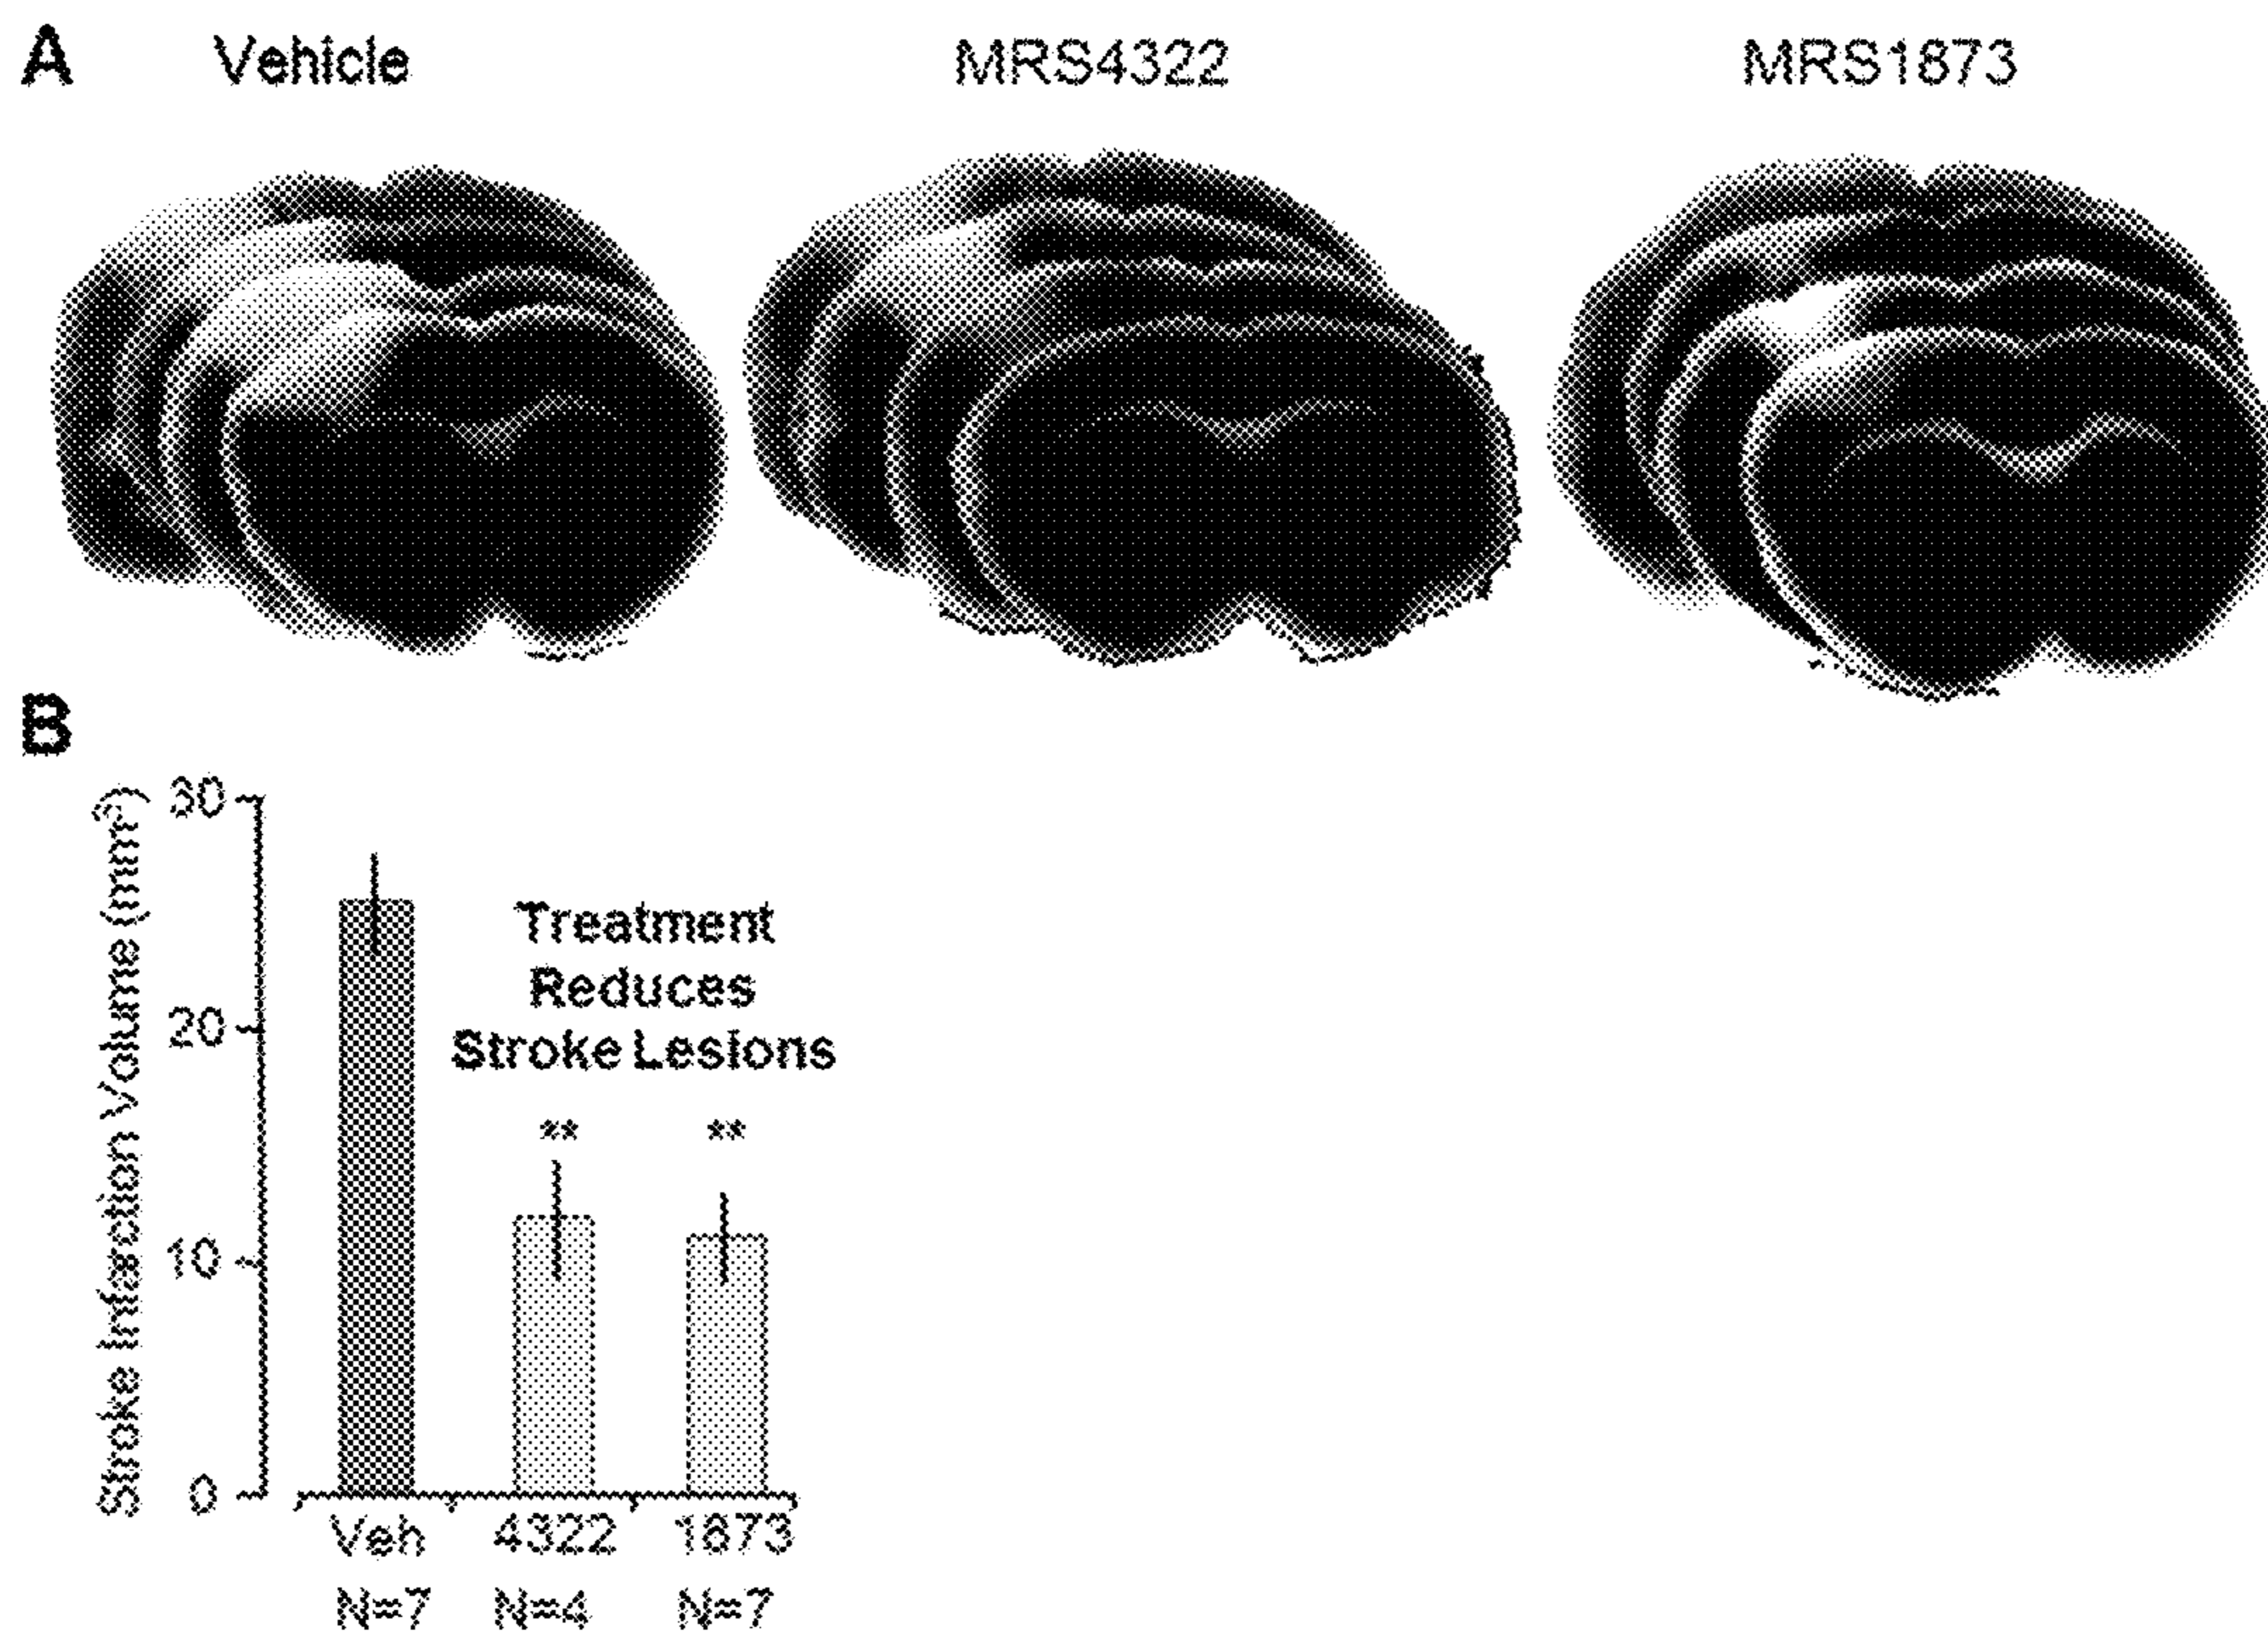 A
Vehicle
MRS4322
MRS1873
B
Stroke Infarction Volume (mm³)
30
20
10
0
Treatment
Reduces
Stroke Lesions
** **
Veh 4322 1873
N=7 N=4 N=7